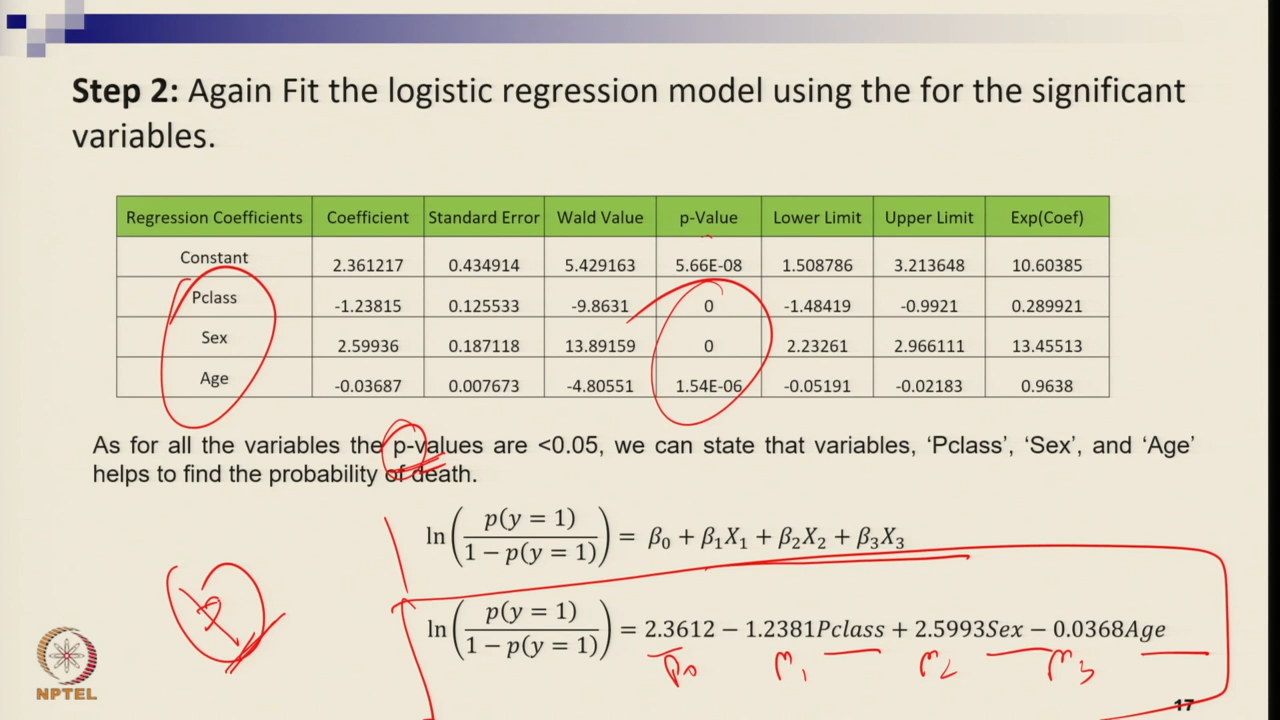 Step 2: Again Fit the logistic regression model using the for the significant
variables.
Regression Coefficients Coefficient Standard Error Wald Value p-Value Lower Limit Upper Limit Exp(Coef)
Constant 2.361217 0.434914 5.429163 5.66E-08 1.508786 3.213648 10.60385
Pclass -1.23815 0.125533 -9.8631 0 -1.48419 -0.9921 0.289921
Sex 2.59936 0.187118 13.89159 0 2.23261 2.966111 13.45513
Age -0.03687 0.007673 -4.80551 1.54E-06 -0.05191 -0.02183 0.9638
As for all the variables the p-values are <0.05, we can state that variables, ‘Pclass’, ‘Sex’, and ‘Age’
helps to find the probability of death.
ln(p(y = 1)/1 − p(y = 1)) = β₀ + β₁X₁ + β₂X₂ + β₃X₃
ln(p(y = 1)/1 − p(y = 1)) = 2.3612 − 1.2381Pclass + 2.5993Sex − 0.0368Age
NPTEL
17